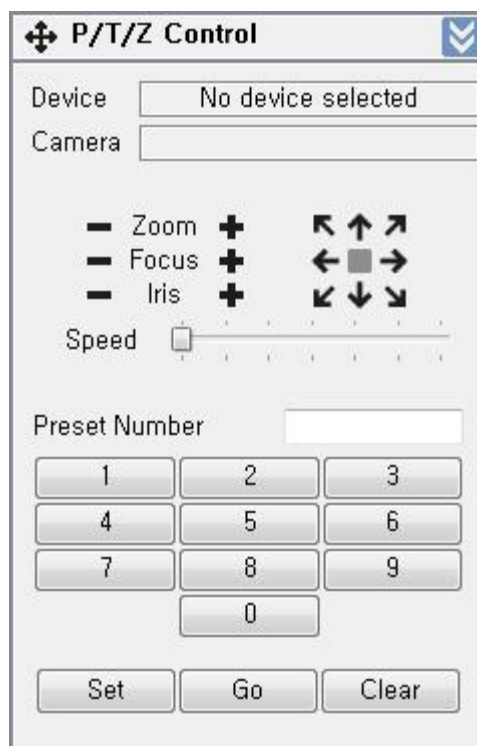 P/T/Z Control
Device No device selected
Camera
Zoom
Focus
Iris
Speed
Preset Number
1 2 3
4 5 6
7 8 9
0
Set Go Clear